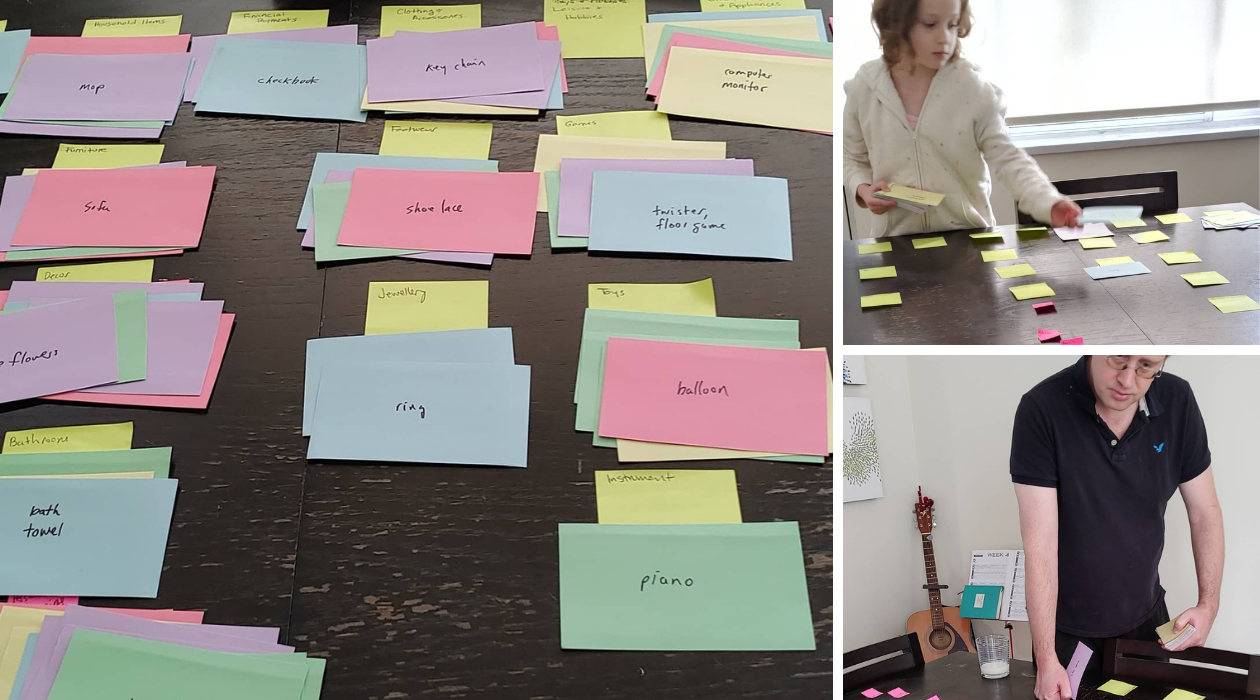 Household Items
Financial
Payments
Clothing +
Accessories
Hobbies
+ Appliances
mop
checkbook
key chain
computer
monitor
Furniture
Footwear
Games
sofa
shoe lace
twister,
floor game
Decor
Jewellery
Toys
flowers
ring
balloon
Bathroom
bath
towel
Instrument
piano
WEEK 4